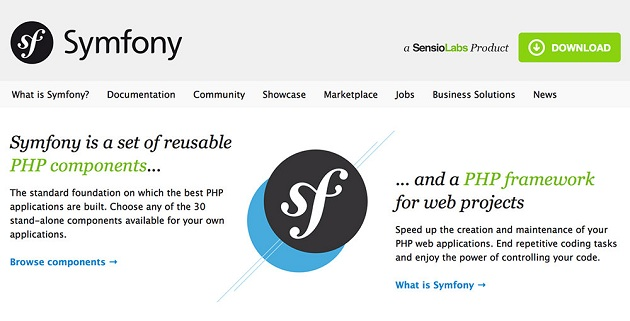 sf Symfony
a SensioLabs Product
DOWNLOAD
What is Symfony? Documentation Community Showcase Marketplace Jobs Business Solutions News
Symfony is a set of reusable
PHP components...
The standard foundation on which the best PHP
applications are built. Choose any of the 30
stand-alone components available for your own
applications.
Browse components →
sf
... and a PHP framework
for web projects
Speed up the creation and maintenance of your
PHP web applications. End repetitive coding tasks
and enjoy the power of controlling your code.
What is Symfony →